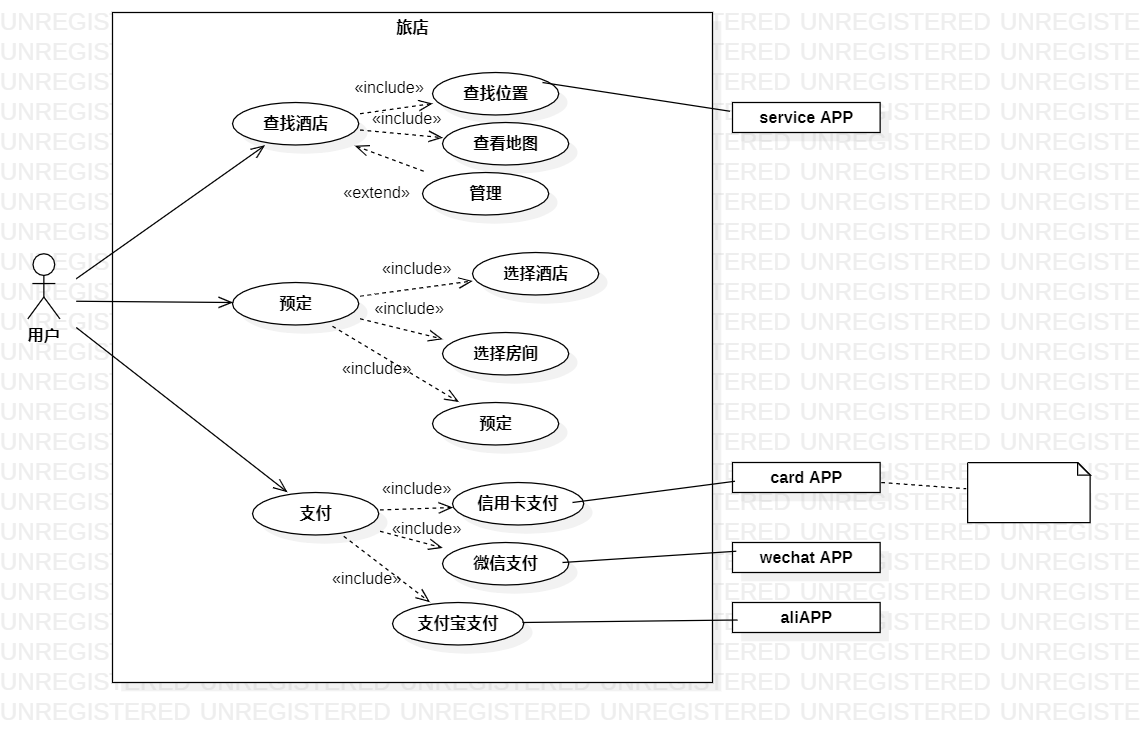 旅店
«include»
查找位置
service APP
查找酒店
«include»
查看地图
«extend»
管理
用户
«include»
选择酒店
预定
«include»
选择房间
«include»
预定
«include»
信用卡支付
card APP
支付
«include»
微信支付
wechat APP
«include»
支付宝支付
aliAPP
UNREGISTERED UNREGISTERED UNREGISTERED UNREGISTERED UNREGISTERED UNREGISTE